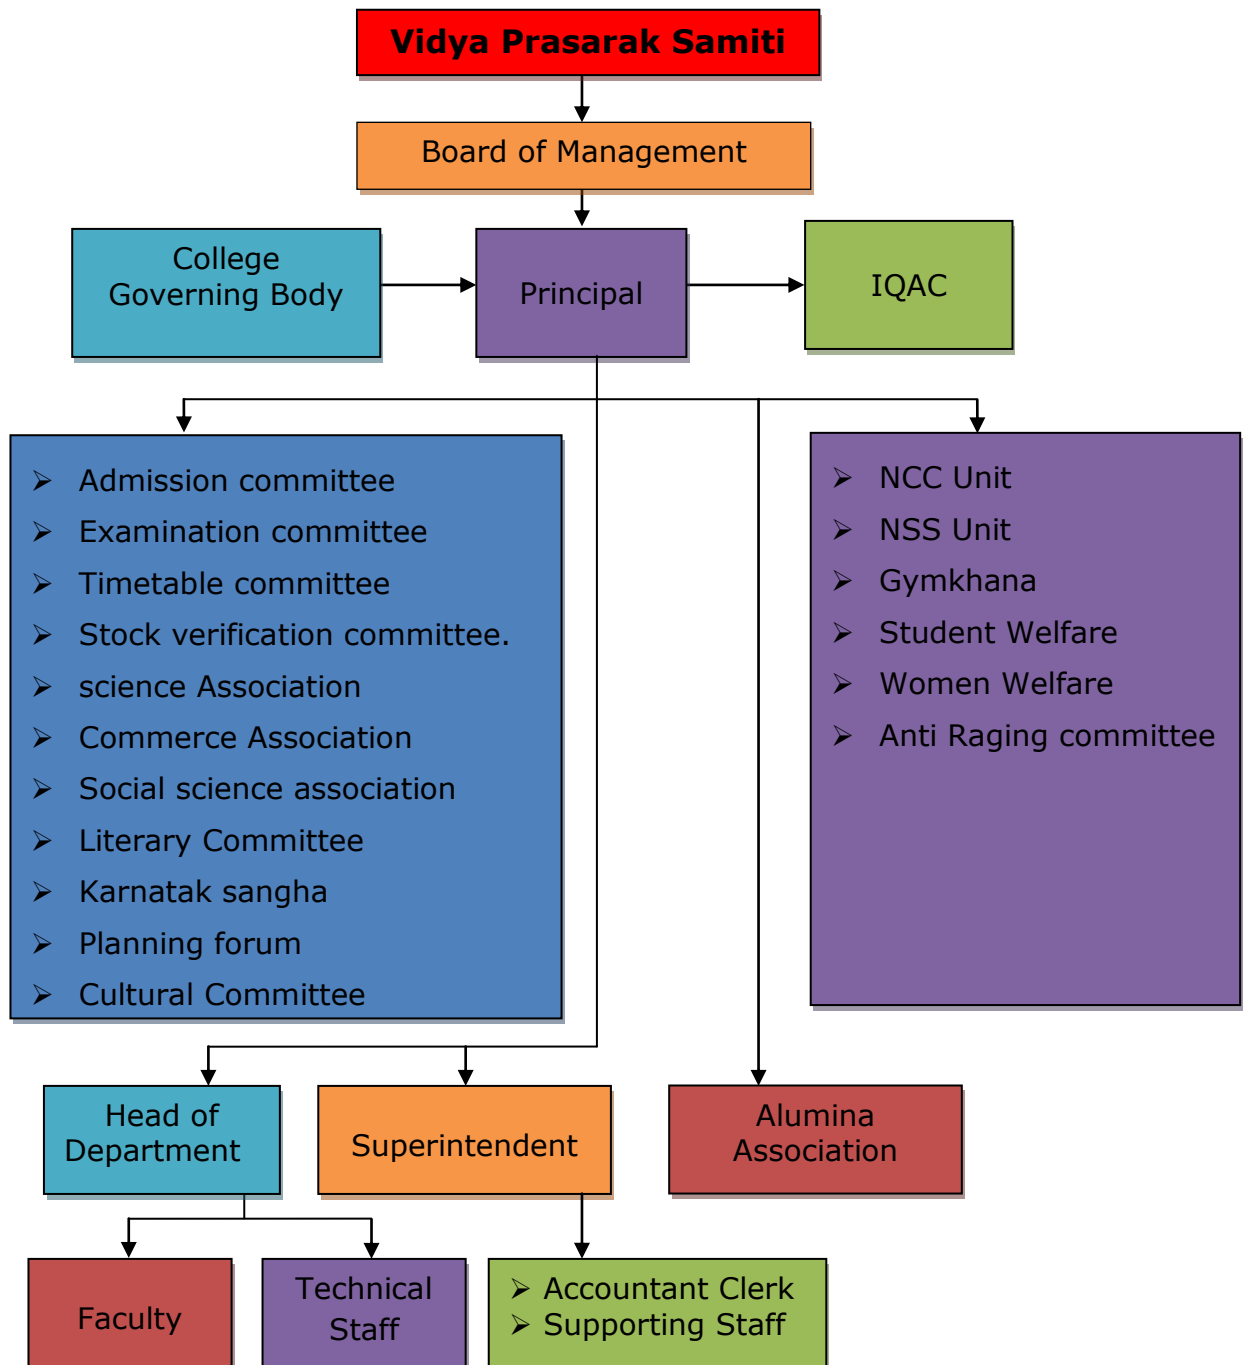 Vidya Prasarak Samiti
Board of Management
College
Governing Body
Principal
IQAC
➢ Admission committee
➢ Examination committee
➢ Timetable committee
➢ Stock verification committee.
➢ science Association
➢ Commerce Association
➢ Social science association
➢ Literary Committee
➢ Karnatak sangha
➢ Planning forum
➢ Cultural Committee
➢ NCC Unit
➢ NSS Unit
➢ Gymkhana
➢ Student Welfare
➢ Women Welfare
➢ Anti Raging committee
Head of
Department
Superintendent
Alumina
Association
Faculty
Technical
Staff
➢ Accountant Clerk
➢ Supporting Staff